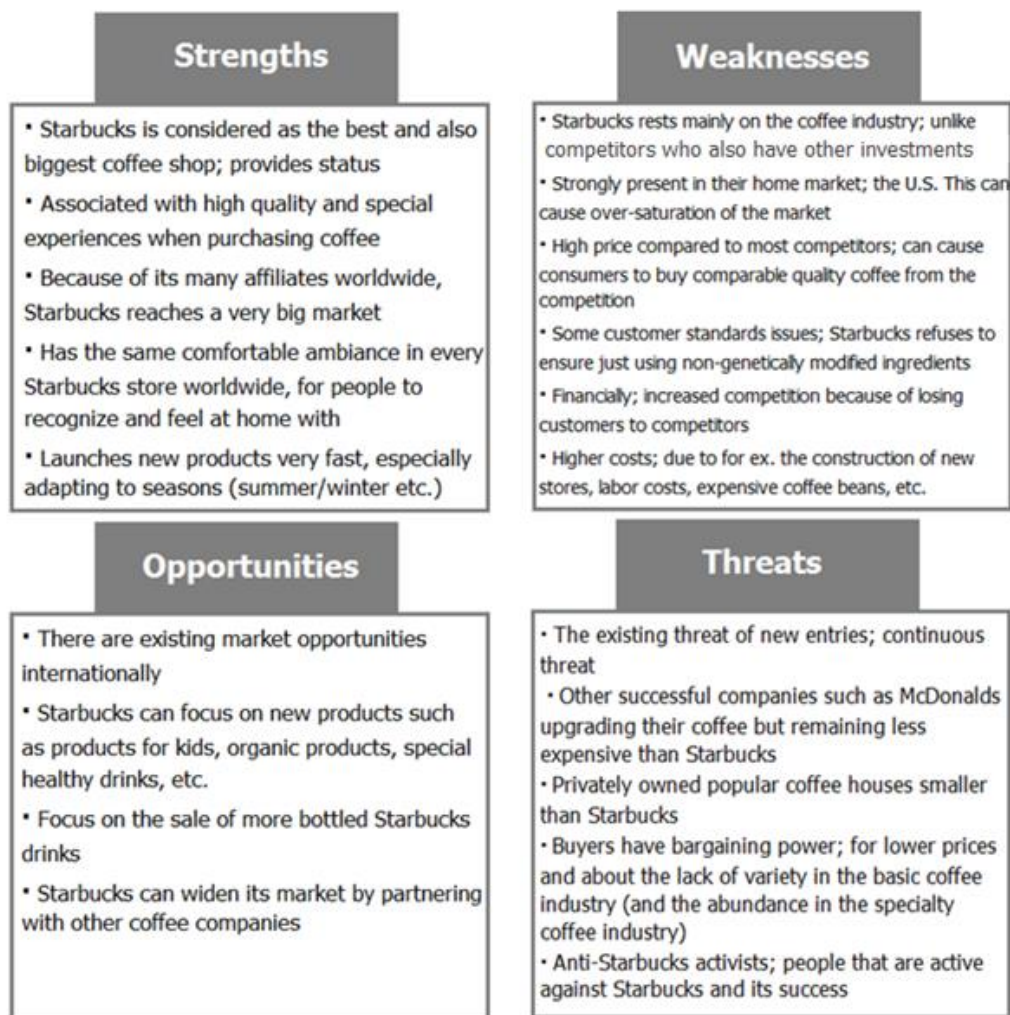 Strengths
· Starbucks is considered as the best and also
biggest coffee shop; provides status
· Associated with high quality and special
experiences when purchasing coffee
· Because of its many affiliates worldwide,
Starbucks reaches a very big market
· Has the same comfortable ambiance in every
Starbucks store worldwide, for people to
recognize and feel at home with
· Launches new products very fast, especially
adapting to seasons (summer/winter etc.)
Weaknesses
· Starbucks rests mainly on the coffee industry; unlike
competitors who also have other investments
· Strongly present in their home market; the U.S. This can
cause over-saturation of the market
· High price compared to most competitors; can cause
consumers to buy comparable quality coffee from the
competition
· Some customer standards issues; Starbucks refuses to
ensure just using non-genetically modified ingredients
· Financially; increased competition because of losing
customers to competitors
· Higher costs; due to for ex. the construction of new
stores, labor costs, expensive coffee beans, etc.
Opportunities
· There are existing market opportunities
internationally
· Starbucks can focus on new products such
as products for kids, organic products, special
healthy drinks, etc.
· Focus on the sale of more bottled Starbucks
drinks
· Starbucks can widen its market by partnering
with other coffee companies
Threats
· The existing threat of new entries; continuous
threat
· Other successful companies such as McDonalds
upgrading their coffee but remaining less
expensive than Starbucks
· Privately owned popular coffee houses smaller
than Starbucks
· Buyers have bargaining power; for lower prices
and about the lack of variety in the basic coffee
industry (and the abundance in the specialty
coffee industry)
· Anti-Starbucks activists; people that are active
against Starbucks and its success